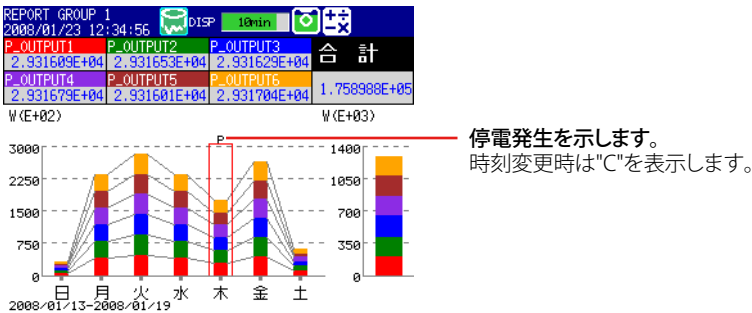 REPORT GROUP 1
2008/01/23 12:34:56 DISP 10min
P_OUTPUT1 P_OUTPUT2 P_OUTPUT3 合 計
2.931609E+04 2.931653E+04 2.931629E+04
P_OUTPUT4 P_OUTPUT5 P_OUTPUT6 1.758988E+05
2.931679E+04 2.931601E+04 2.931704E+04
W(E+02) W(E+03)
P 停電発生を示します。
時刻変更時は"C"を表示します。
3000 1400
2250 1050
1500 700
750 350
0 0
日 月 火 水 木 金 土
2008/01/13-2008/01/19